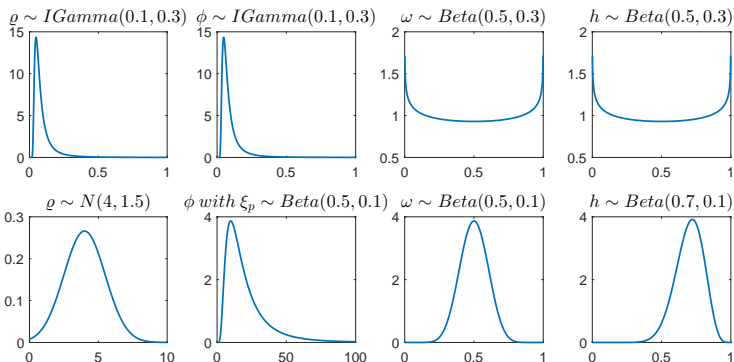 ϱ ∼ IGamma(0.1, 0.3) ϕ ∼ IGamma(0.1, 0.3) ω ∼ Beta(0.5, 0.3) h ∼ Beta(0.5, 0.3)
15 15 2 2
10 10 1.5 1.5
5 5 1 1
0 0 0.5 0.5
0 0.5 1 0 0.5 1 0 0.5 1 0 0.5 1
ϱ ∼ N(4, 1.5) ϕ with ξp ∼ Beta(0.5, 0.1) ω ∼ Beta(0.5, 0.1) h ∼ Beta(0.7, 0.1)
0.3 4 4 4
0.2 2 2 2
0.1
0 0 0 0
0 5 10 0 50 100 0 0.5 1 0 0.5 1